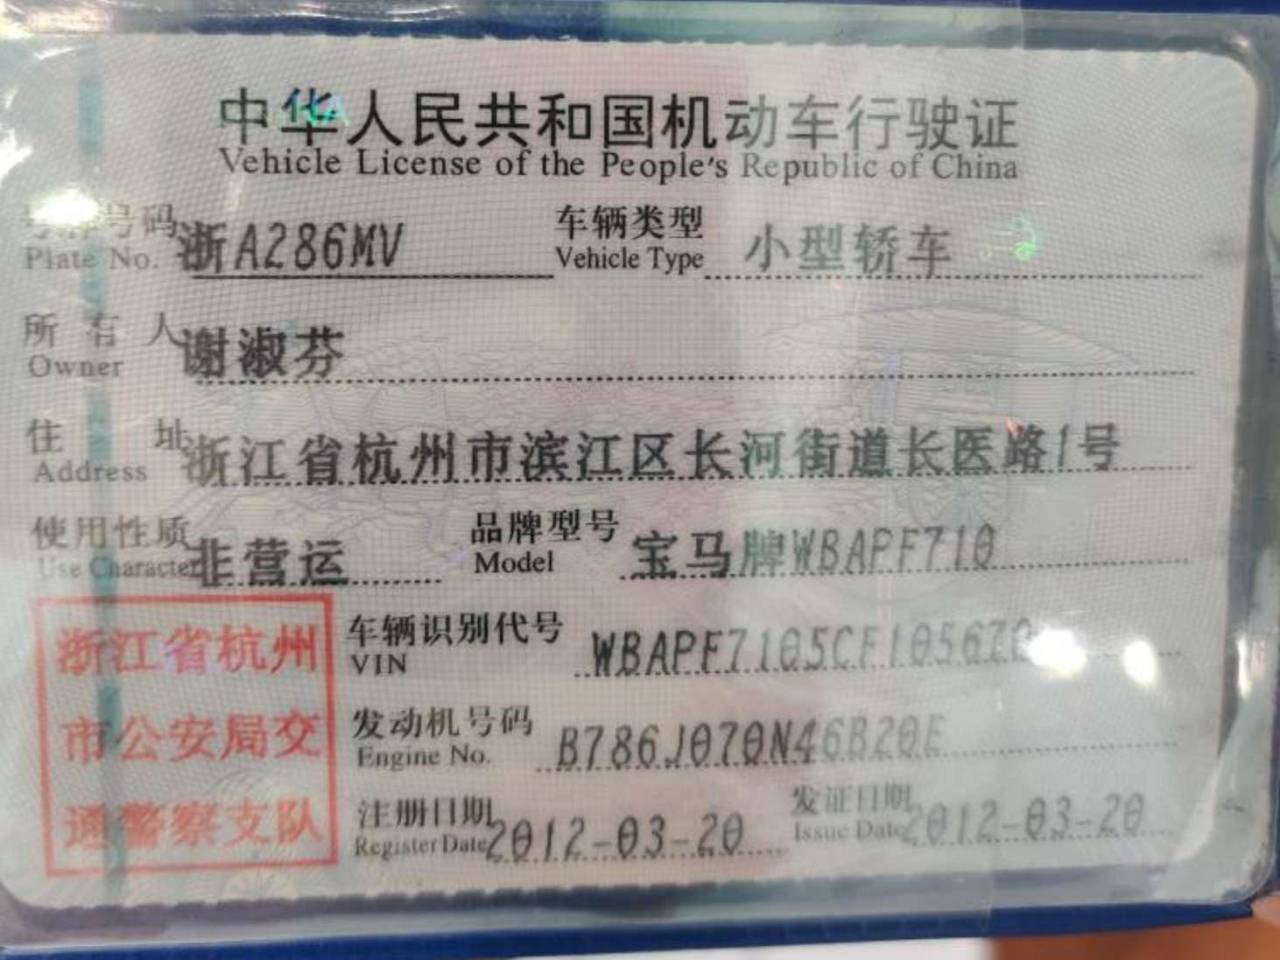 中华人民共和国机动车行驶证
Vehicle License of the People's Republic of China
号牌号码 浙A286MV 车辆类型 小型轿车
Plate No. Vehicle Type
所有人 谢淑芬
Owner
住址 浙江省杭州市滨江区长河街道长医路1号
Address
使用性质 非营运 品牌型号 宝马牌WBAPF710
Use Character Model
浙江省杭州
市公安局交
通警察支队
车辆识别代号
VIN
发动机号码 B786J070N46B20E
Engine No.
注册日期 2012-03-20 发证日期 2012-03-20
Register Date Issue Date